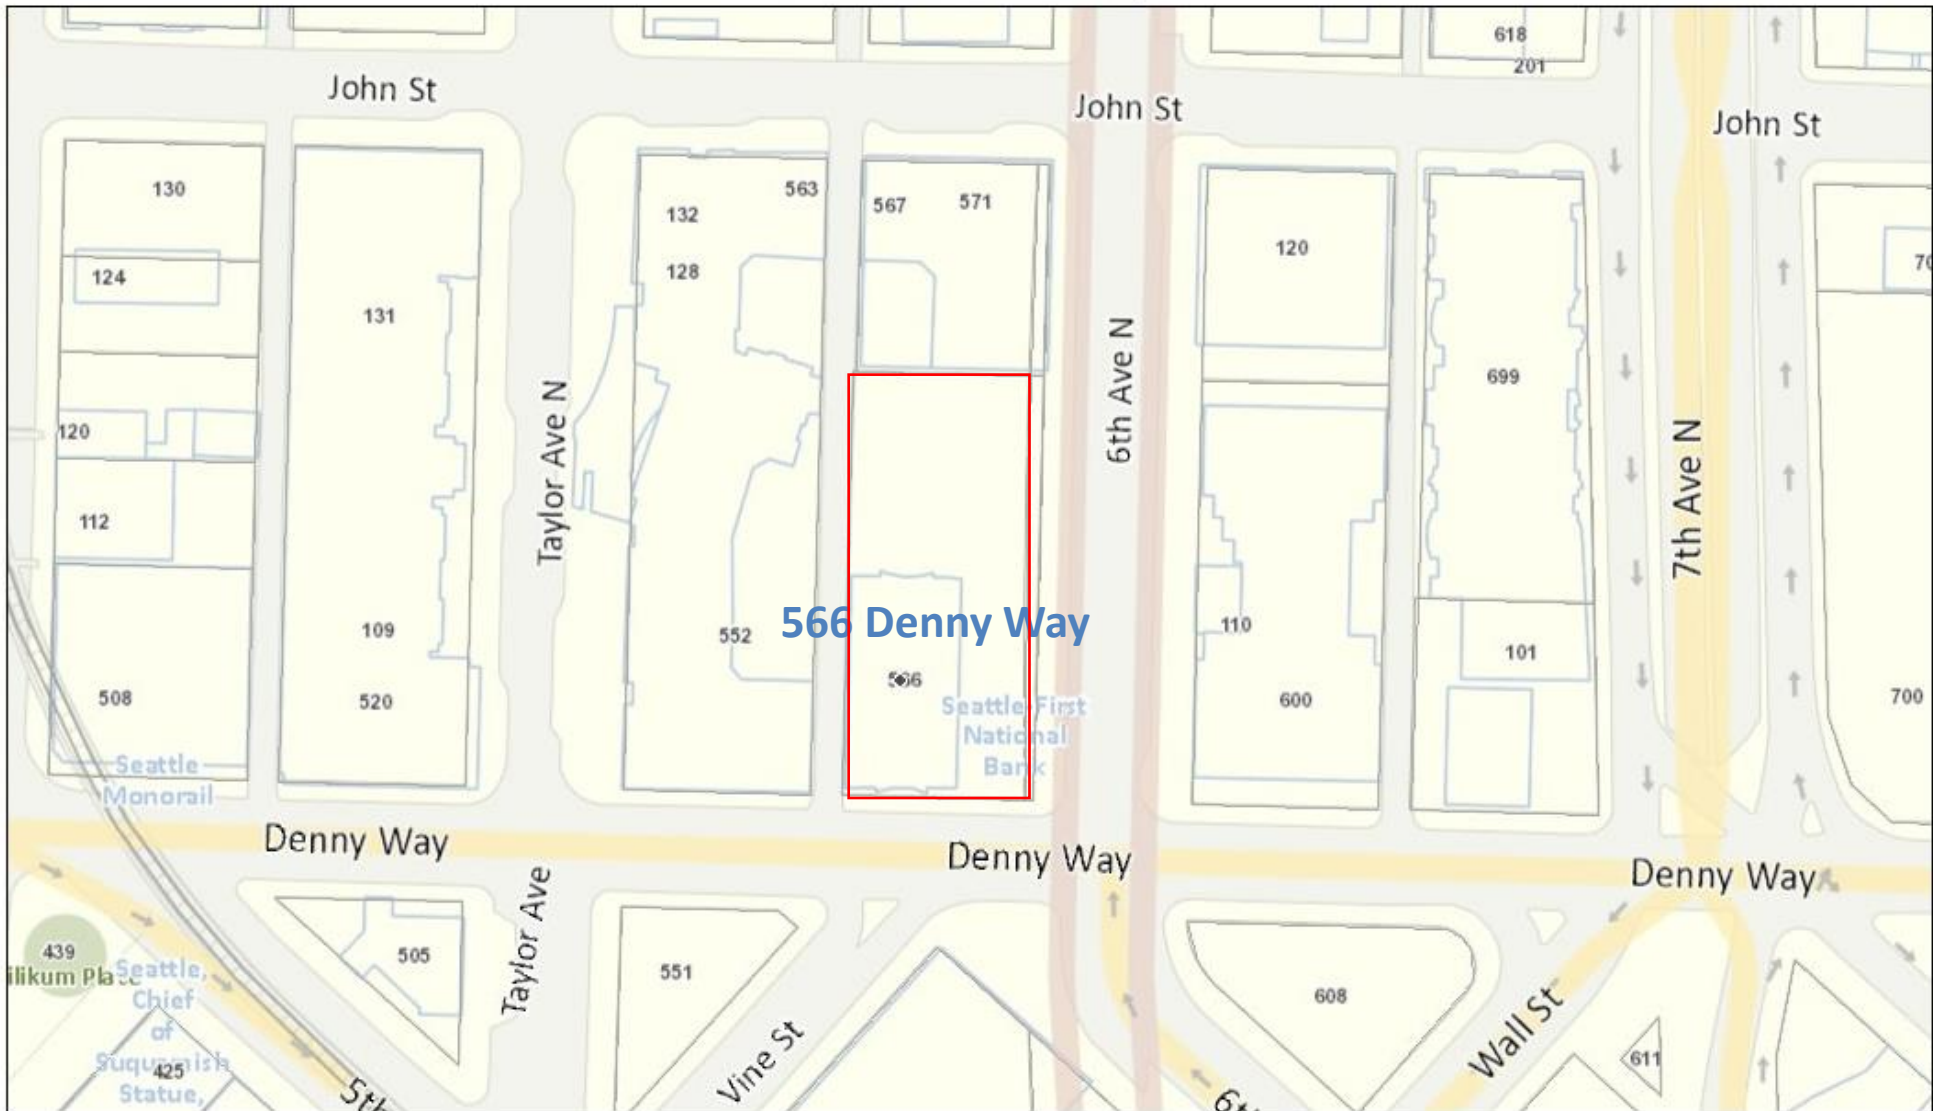 618
201
John St
John St
John St
130
563
567
571
132
120
128
124
131
699
6th Ave N
Taylor Ave N
120
7th Ave N
112
566 Denny Way
109
552
110
101
566
508
520
600
700
Seattle-First
National
Bank
Seattle
Monorail
Denny Way
Denny Way
Denny Way
Taylor Ave
439
505
551
608
Seattle,
Chief
of
Suquamish
Statue,
425
Vine St
Wall St
611
5th